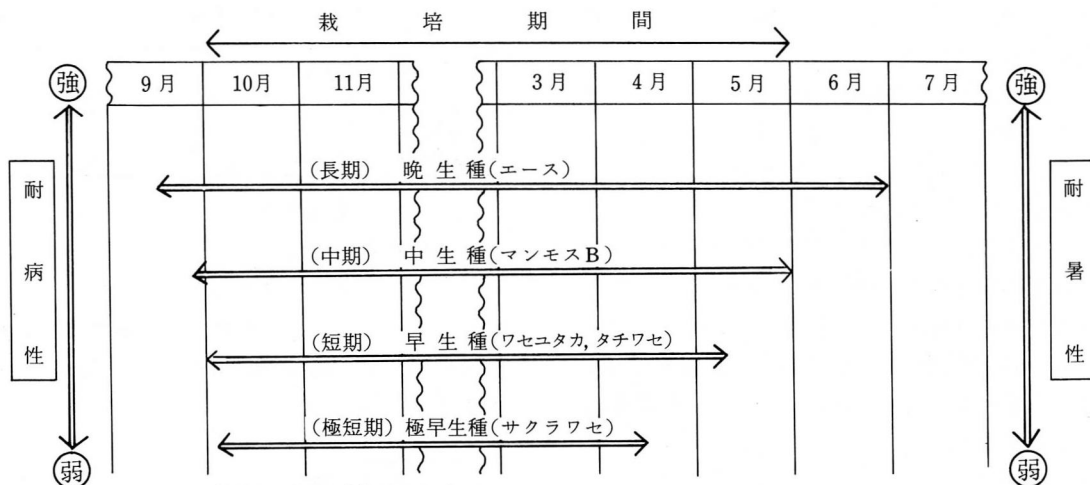 栽培期間
強 9月 10月 11月 3月 4月 5月 6月 7月 強
(長期) 晩生種(エース)
(中期) 中生種(マンモスB)
(短期) 早生種(ワセユタカ, タチワセ)
(極短期) 極早生種(サクラワセ)
耐病性
耐暑性
弱 弱